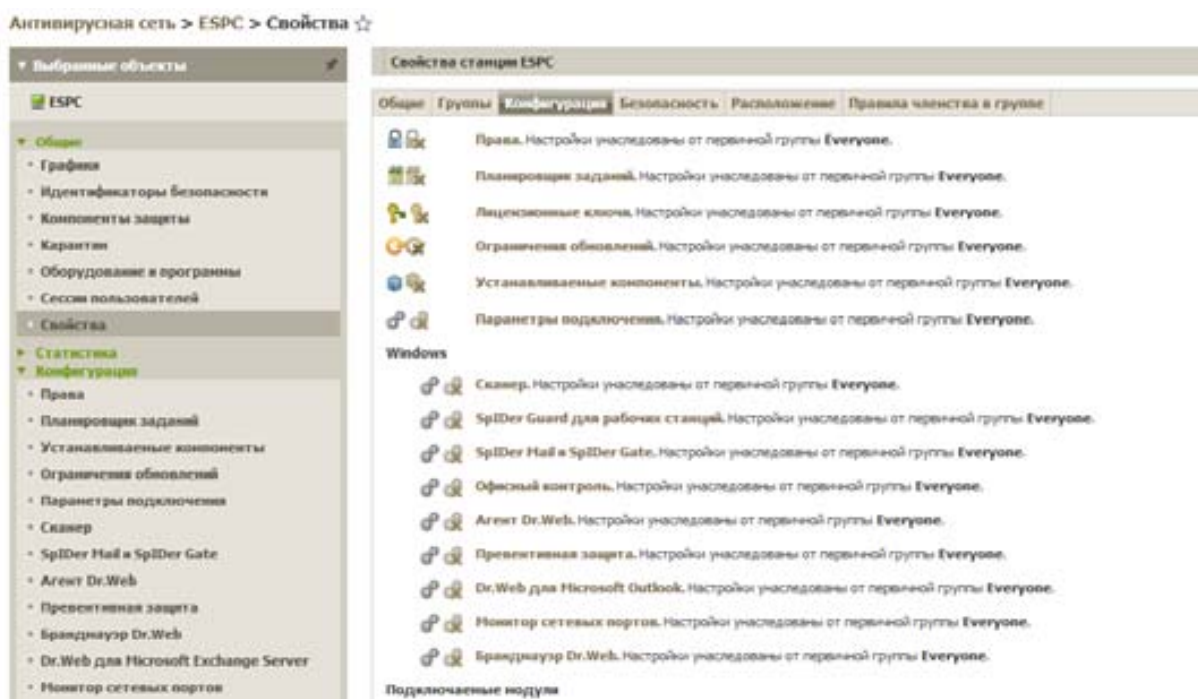 Антивирусная сеть > ESPC > Свойства
Выбранные объекты
ESPC
Общие
Графики
Идентификаторы безопасности
Компоненты защиты
Карантин
Оборудование и программы
Сессии пользователей
Свойства
Статистика
Конфигурация
Права
Планировщик заданий
Устанавливаемые компоненты
Ограничения обновлений
Параметры подключения
Сканер
SpIDer Mail и SpIDer Gate
Агент Dr.Web
Превентивная защита
Брандмауэр Dr.Web
Dr.Web для Microsoft Exchange Server
Монитор сетевых портов
Свойства станции ESPC
Общие Группы Конфигурация Безопасность Расположение Правила членства в группе
Права. Настройки унаследованы от первичной группы Everyone.
Планировщик заданий. Настройки унаследованы от первичной группы Everyone.
Лицензионные ключи. Настройки унаследованы от первичной группы Everyone.
Ограничения обновлений. Настройки унаследованы от первичной группы Everyone.
Устанавливаемые компоненты. Настройки унаследованы от первичной группы Everyone.
Параметры подключения. Настройки унаследованы от первичной группы Everyone.
Windows
Сканер. Настройки унаследованы от первичной группы Everyone.
SpIDer Guard для рабочих станций. Настройки унаследованы от первичной группы Everyone.
SpIDer Mail и SpIDer Gate. Настройки унаследованы от первичной группы Everyone.
Офисный контроль. Настройки унаследованы от первичной группы Everyone.
Агент Dr.Web. Настройки унаследованы от первичной группы Everyone.
Превентивная защита. Настройки унаследованы от первичной группы Everyone.
Dr.Web для Microsoft Outlook. Настройки унаследованы от первичной группы Everyone.
Монитор сетевых портов. Настройки унаследованы от первичной группы Everyone.
Брандмауэр Dr.Web. Настройки унаследованы от первичной группы Everyone.
Подключаемые модули